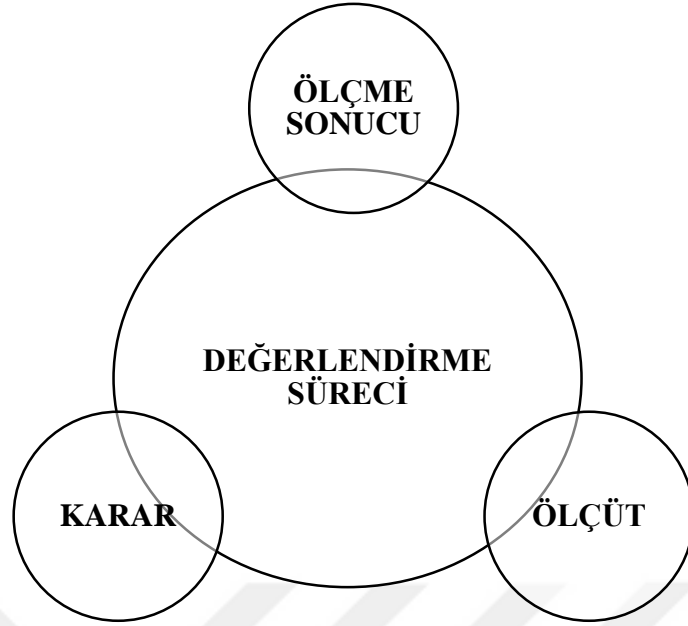 ÖLÇME
SONUCU
DEĞERLENDİRME
SÜRECİ
KARAR
ÖLÇÜT